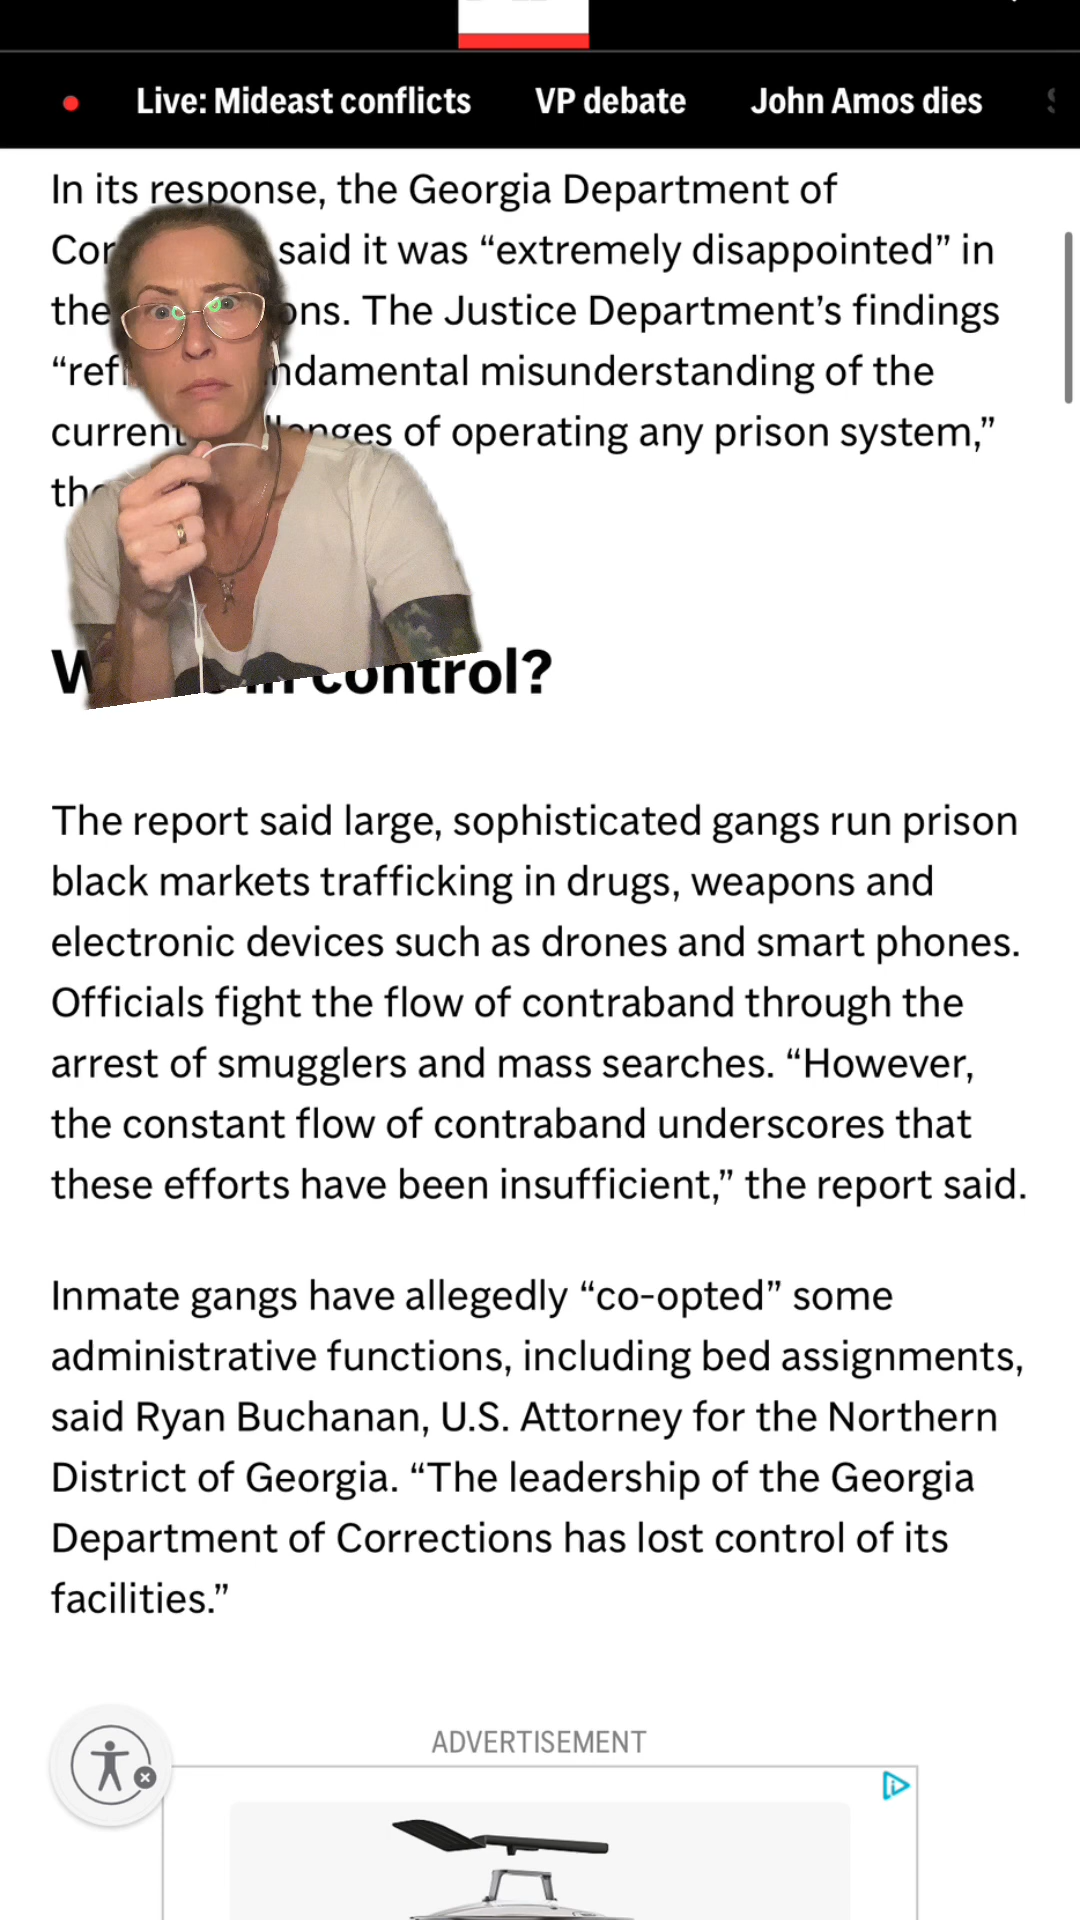 Live: Mideast conflicts VP debate John Amos dies
In its response, the Georgia Department of
said it was “extremely disappointed” in
the The Justice Department’s findings
misunderstanding of the
of operating any prison system,”
control?
The report said large, sophisticated gangs run prison
black markets trafficking in drugs, weapons and
electronic devices such as drones and smart phones.
Officials fight the flow of contraband through the
arrest of smugglers and mass searches. “However,
the constant flow of contraband underscores that
these efforts have been insufficient,” the report said.
Inmate gangs have allegedly “co-opted” some
administrative functions, including bed assignments,
said Ryan Buchanan, U.S. Attorney for the Northern
District of Georgia. “The leadership of the Georgia
Department of Corrections has lost control of its
facilities.”
ADVERTISEMENT